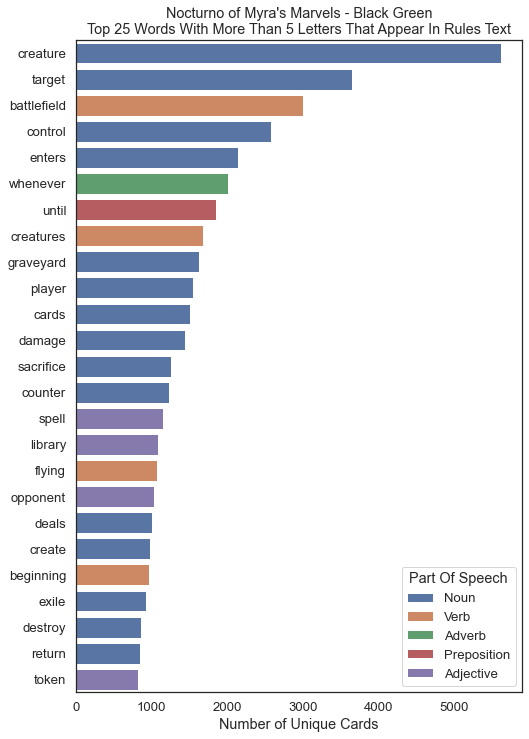 Nocturno of Myra's Marvels - Black Green
Top 25 Words With More Than 5 Letters That Appear In Rules Text
creature
target
battlefield
control
enters
whenever
until
creatures
graveyard
player
cards
damage
sacrifice
counter
spell
library
flying
opponent
deals
create
beginning
exile
destroy
return
token
Part Of Speech
Noun
Verb
Adverb
Preposition
Adjective
0 1000 2000 3000 4000 5000
Number of Unique Cards